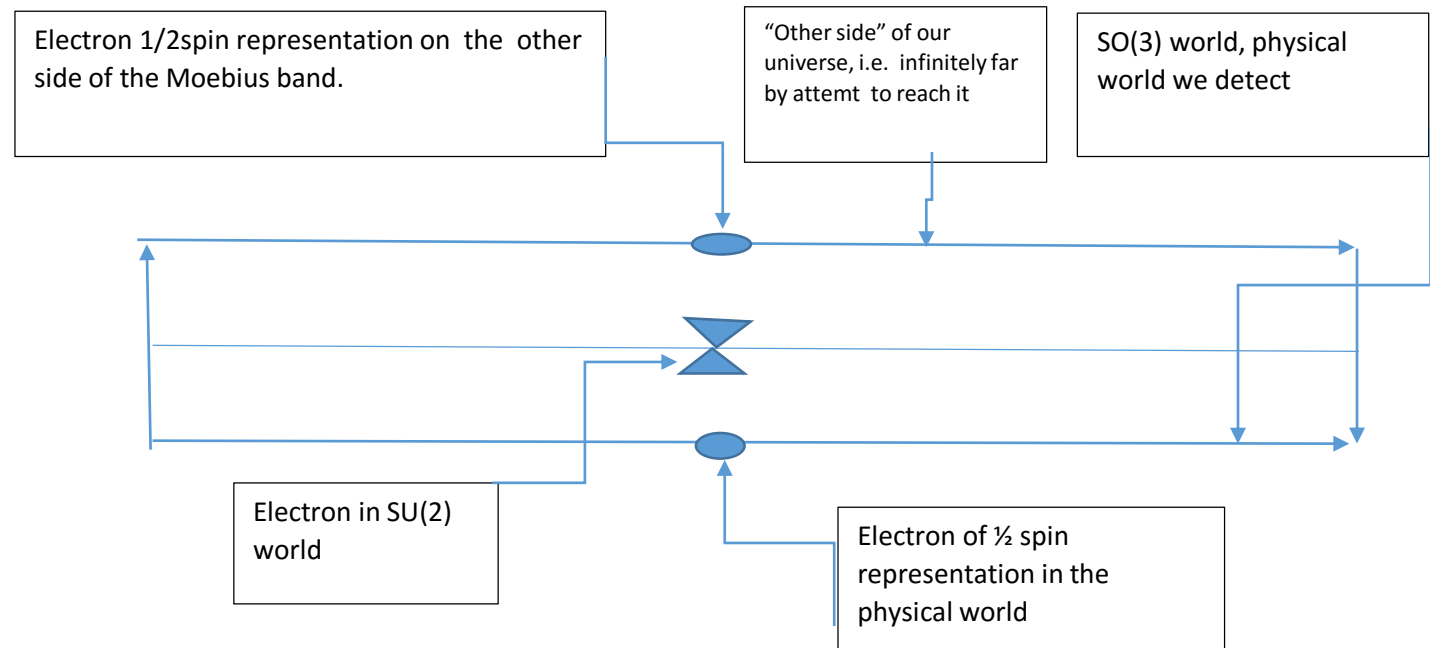 Electron 1/2spin representation on the other
side of the Moebius band.
“Other side” of our
universe, i.e. infinitely far
by attemt to reach it
SO(3) world, physical
world we detect
Electron in SU(2)
world
Electron of ½ spin
representation in the
physical world